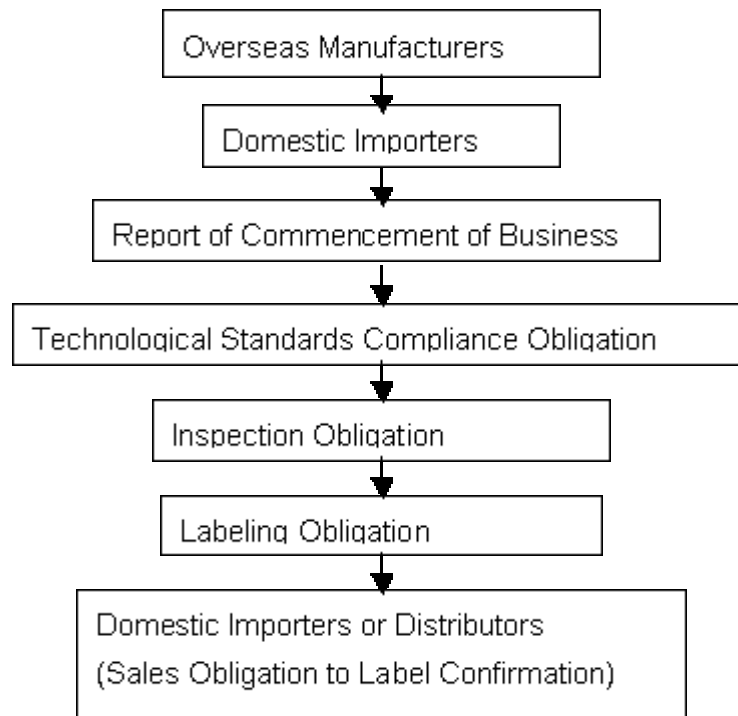 Overseas Manufacturers
Domestic Importers
Report of Commencement of Business
Technological Standards Compliance Obligation
Inspection Obligation
Labeling Obligation
Domestic Importers or Distributors
(Sales Obligation to Label Confirmation)